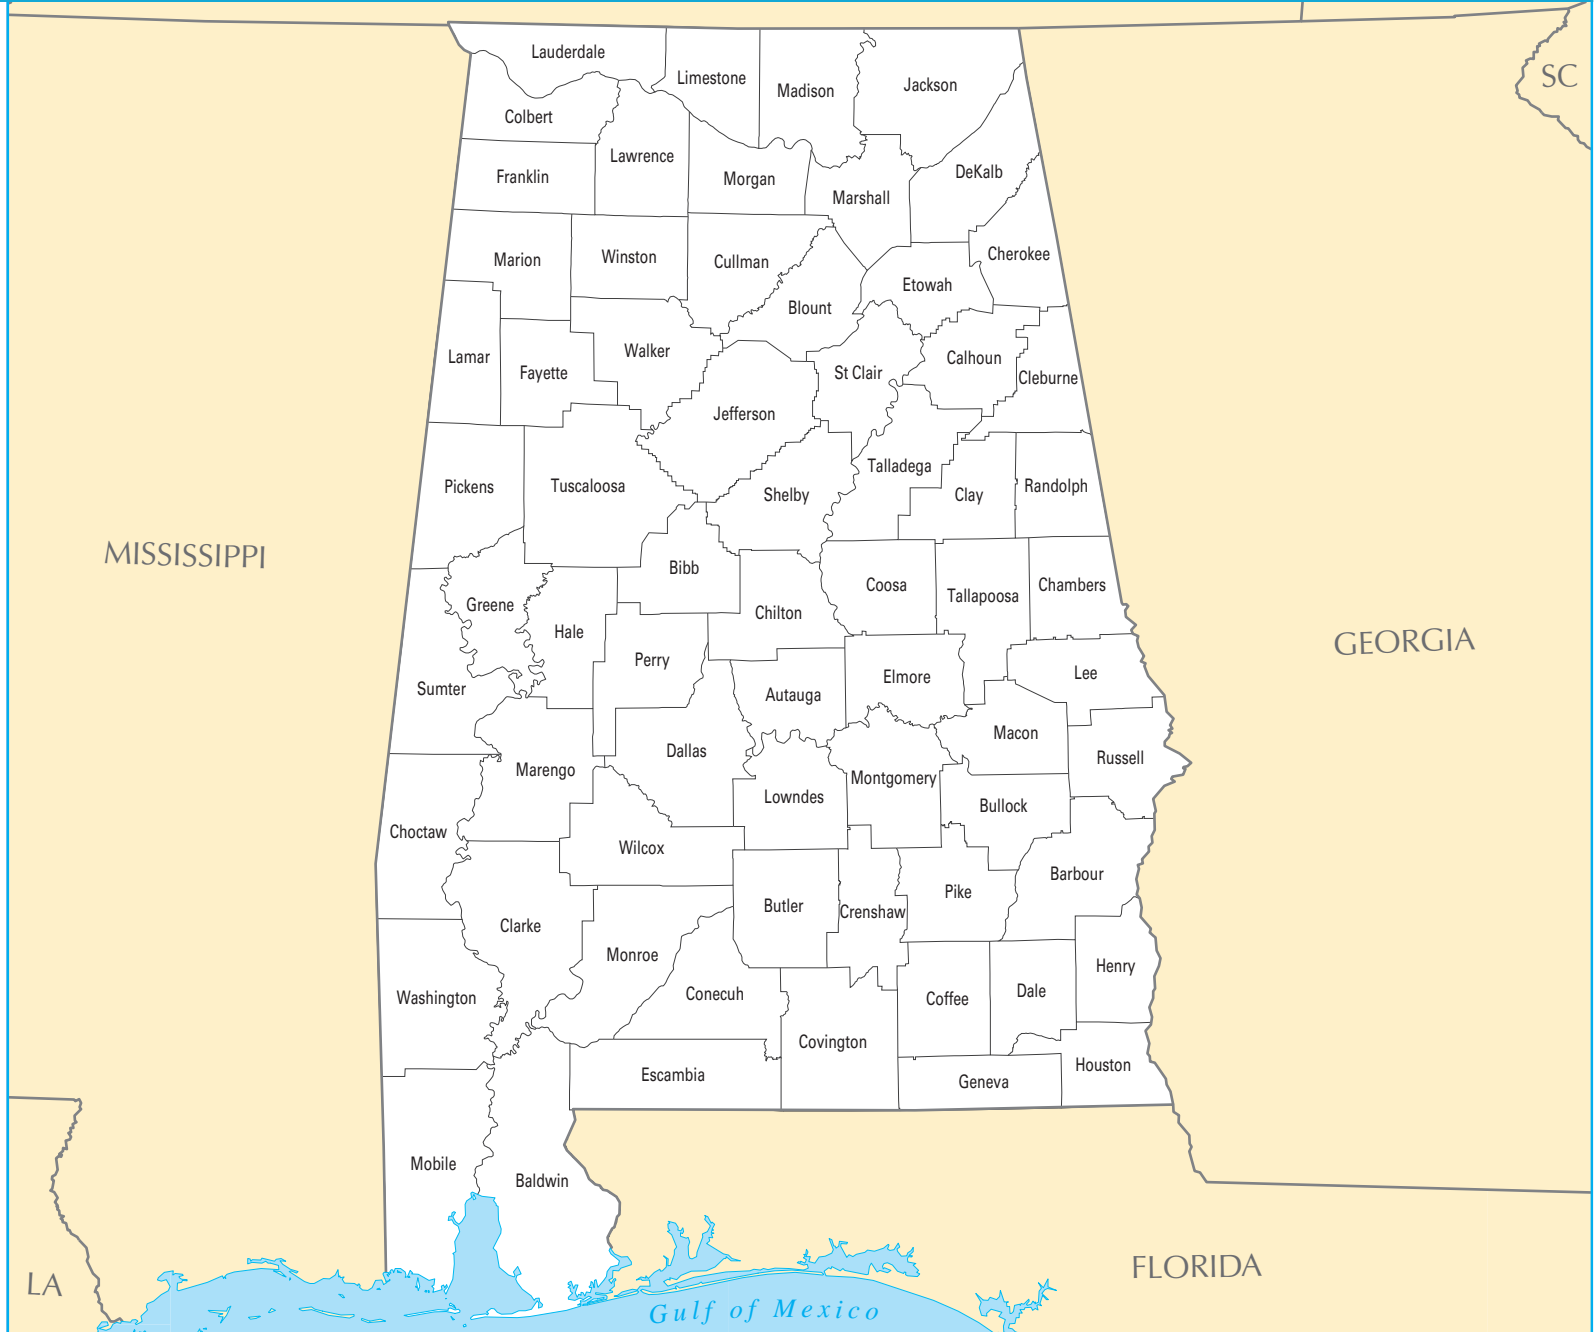 Lauderdale
Limestone
Madison
Jackson
SC
Colbert
Lawrence
Franklin
Morgan
DeKalb
Marshall
Marion
Winston
Cullman
Cherokee
Etowah
Blount
Lamar
Fayette
Walker
St Clair
Calhoun
Cleburne
Jefferson
Talladega
Pickens
Tuscaloosa
Shelby
Clay
Randolph
MISSISSIPPI
Bibb
Coosa
Tallapoosa
Chambers
Greene
Hale
Chilton
GEORGIA
Perry
Sumter
Autauga
Elmore
Lee
Dallas
Macon
Russell
Marengo
Montgomery
Lowndes
Bullock
Choctaw
Wilcox
Barbour
Pike
Butler
Crenshaw
Clarke
Monroe
Henry
Washington
Conecuh
Coffee
Dale
Covington
Escambia
Geneva
Houston
Mobile
Baldwin
LA
FLORIDA
Gulf of Mexico